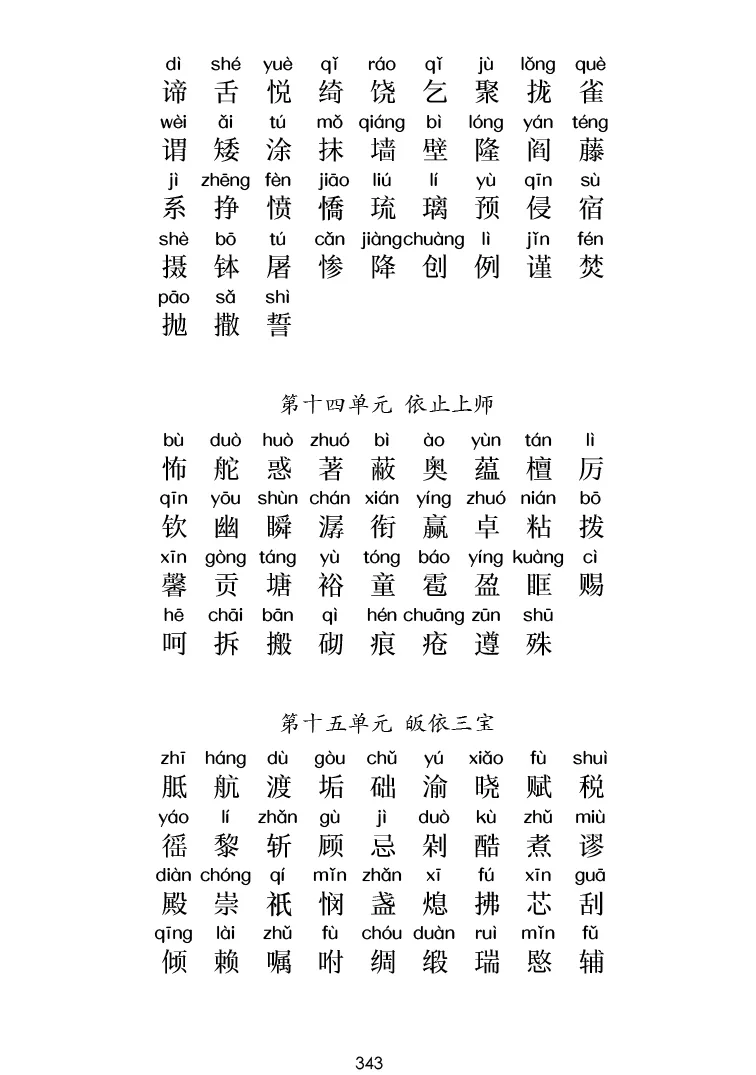 dì shé yuè qǐ ráo qǐ jù lǒng què
谛 舌 悦 绮 饶 乞 聚 拢 雀
wèi ǎi tú mǒ qiáng bì lóng yán téng
谓 矮 涂 抹 墙 壁 隆 阎 藤
jì zhēng fèn jiāo liú lí yù qīn sù
系 挣 愤 憍 琉 璃 预 侵 宿
shè bō tú cǎn jiàng chuàng lì jǐn fén
摄 钵 屠 惨 降 创 例 谨 焚
pāo sǎ shì
抛 撒 誓
第十四单元 依止上师
bù duò huò zhuó bì ào yùn tán lì
怖 舵 惑 著 蔽 奥 蕴 檀 厉
qīn yōu shùn chán xián yíng zhuó nián bō
钦 幽 瞬 潺 衔 赢 卓 粘 拨
xīn gòng táng yù tóng báo yíng kuàng cì
馨 贡 塘 裕 童 雹 盈 眶 赐
hē chāi bān qì hén chuāng zūn shū
呵 拆 搬 砌 痕 疮 遵 殊
第十五单元 皈依三宝
zhī háng dù gòu chǔ yú xiǎo fù shuì
胝 航 渡 垢 础 渝 晓 赋 税
yáo lí zhǎn gù jì duò kù zhǔ miù
徭 黎 斩 顾 忌 剁 酷 煮 谬
diàn chóng qí mǐn zhǎn xī fú xīn guā
殿 崇 祇 悯 盏 熄 拂 芯 刮
qīng lài zhǔ fù chóu duàn ruì mǐn fǔ
倾 赖 嘱 咐 绸 缎 瑞 愍 辅
343